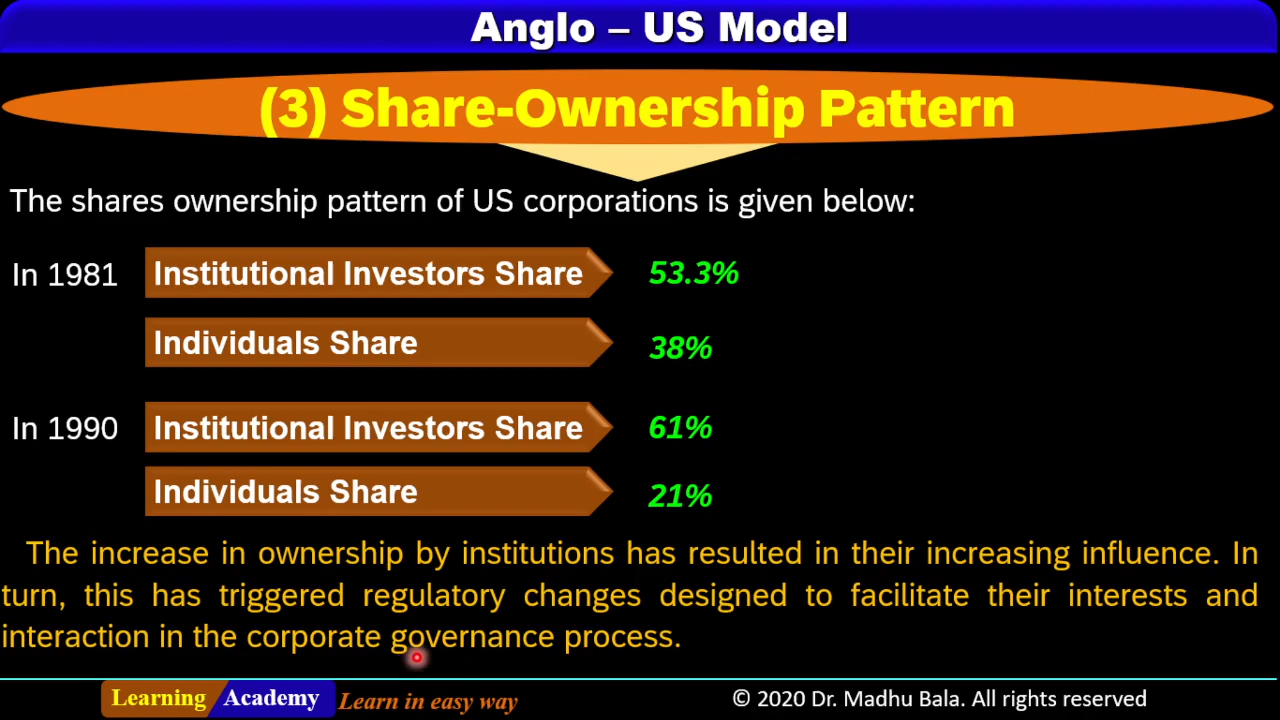 Anglo – US Model
(3) Share-Ownership Pattern
The shares ownership pattern of US corporations is given below:
In 1981 Institutional Investors Share 53.3%
Individuals Share 38%
In 1990 Institutional Investors Share 61%
Individuals Share 21%
The increase in ownership by institutions has resulted in their increasing influence. In
turn, this has triggered regulatory changes designed to facilitate their interests and
interaction in the corporate governance process.
Learning Academy Learn in easy way © 2020 Dr. Madhu Bala. All rights reserved